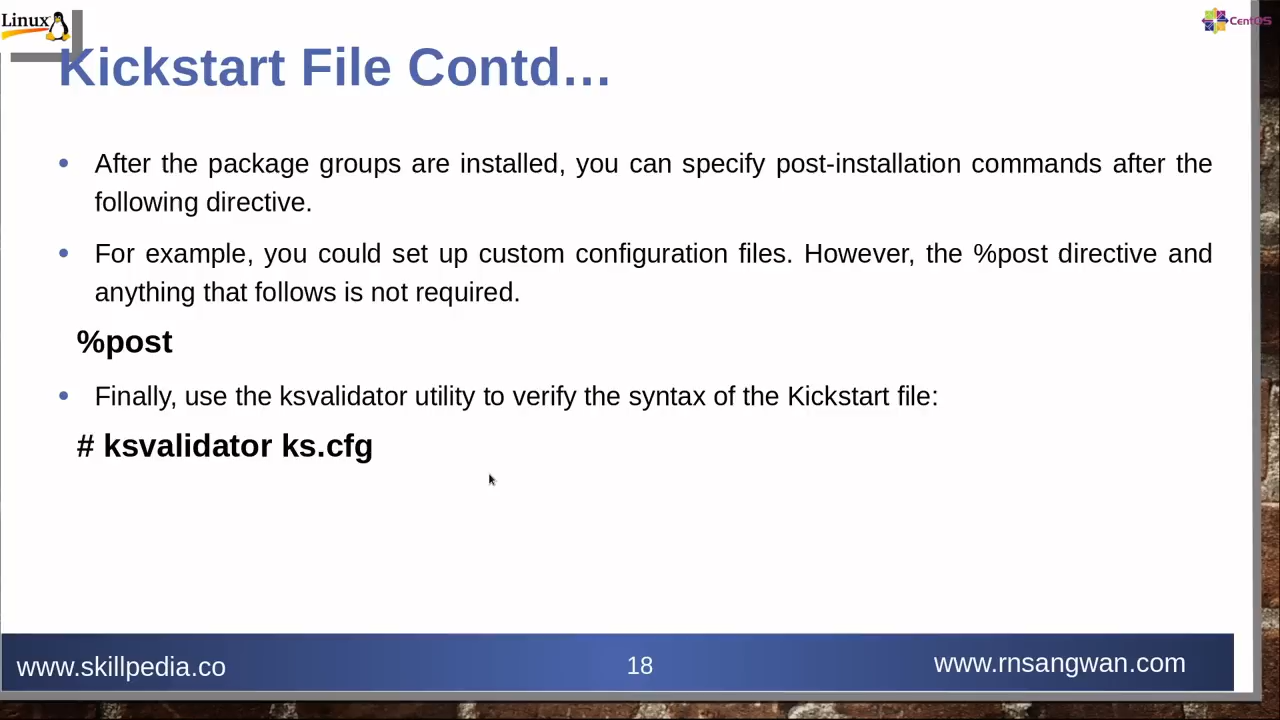 Linux
CentOS
Kickstart File Contd...
• After the package groups are installed, you can specify post-installation commands after the
following directive.
• For example, you could set up custom configuration files. However, the %post directive and
anything that follows is not required.
%post
• Finally, use the ksvalidator utility to verify the syntax of the Kickstart file:
# ksvalidator ks.cfg
www.skillpedia.co
18
www.rnsangwan.com